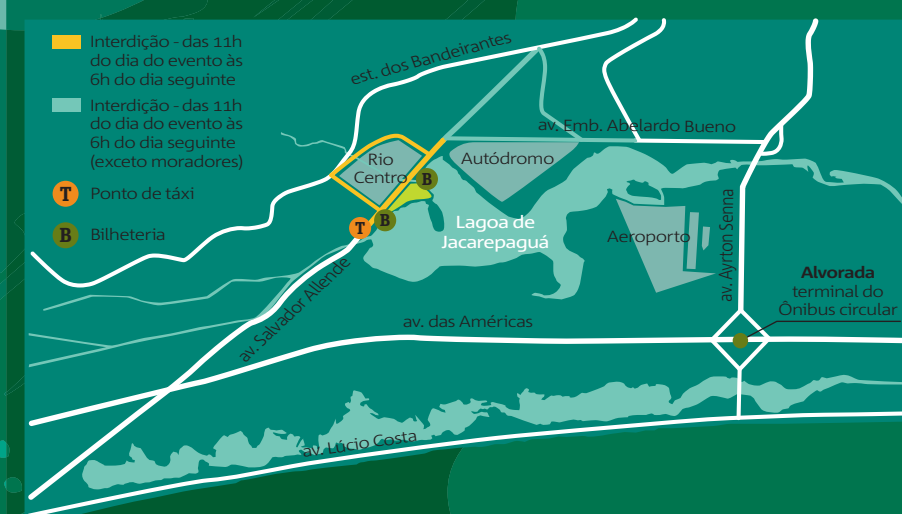 Interdição - das 11h
do dia do evento às
6h do dia seguinte
Interdição - das 11h
do dia do evento às
6h do dia seguinte
(exceto moradores)
T Ponto de táxi
B Bilheteria
est. dos Bandeirantes
av. Emb. Abelardo Bueno
Rio
Centro
Autódromo
B
B
T
Lagoa de
Jacarepaguá
Aeroporto
av. Ayrton Senna
Alvorada
terminal do
Ônibus circular
av. Salvador Allende
av. das Américas
av. Lúcio Costa